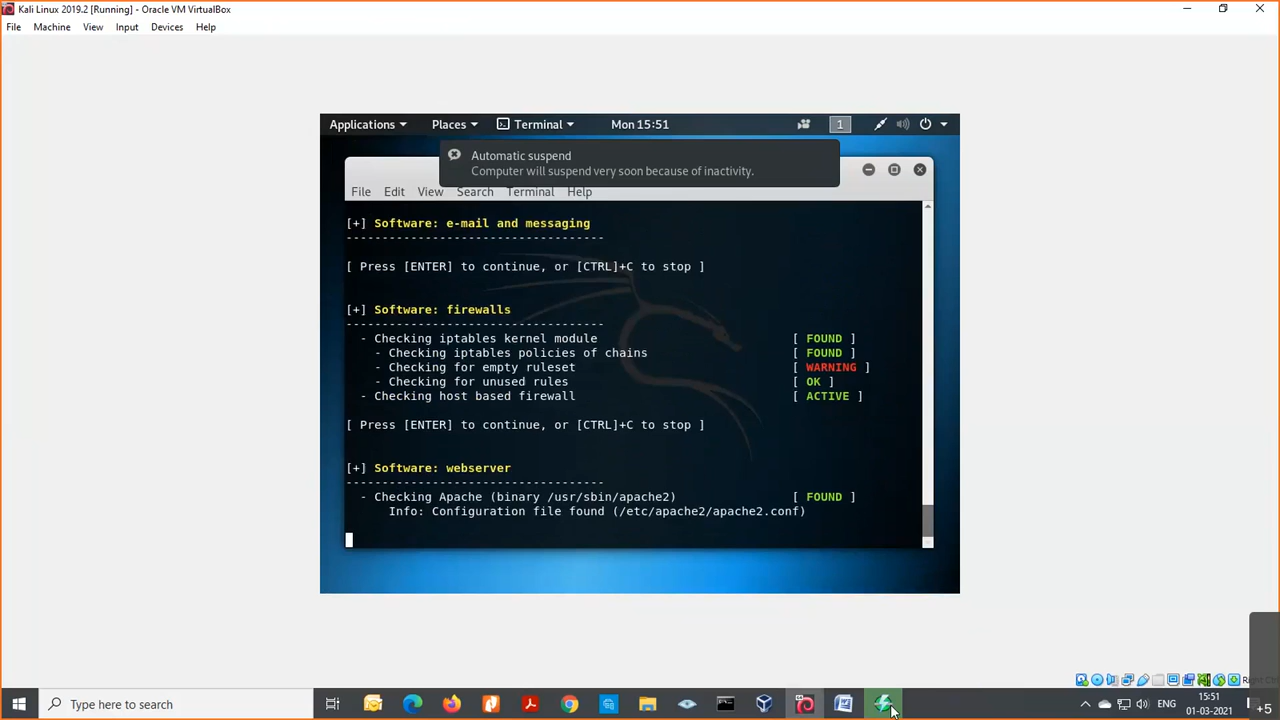 Kali Linux 2019.2 [Running] - Oracle VM VirtualBox
File Machine View Input Devices Help
Applications Places Terminal Mon 15:51 1
Automatic suspend
Computer will suspend very soon because of inactivity.
File Edit View Search Terminal Help
[+] Software: e-mail and messaging
------------------------------------
[ Press [ENTER] to continue, or [CTRL]+C to stop ]
[+] Software: firewalls
------------------------------------
- Checking iptables kernel module [ FOUND ]
- Checking iptables policies of chains [ FOUND ]
- Checking for empty ruleset [ WARNING ]
- Checking for unused rules [ OK ]
- Checking host based firewall [ ACTIVE ]
[ Press [ENTER] to continue, or [CTRL]+C to stop ]
[+] Software: webserver
------------------------------------
- Checking Apache (binary /usr/sbin/apache2) [ FOUND ]
Info: Configuration file found (/etc/apache2/apache2.conf)
Right Ctrl
Type here to search
ENG
15:51
01-03-2021
+5